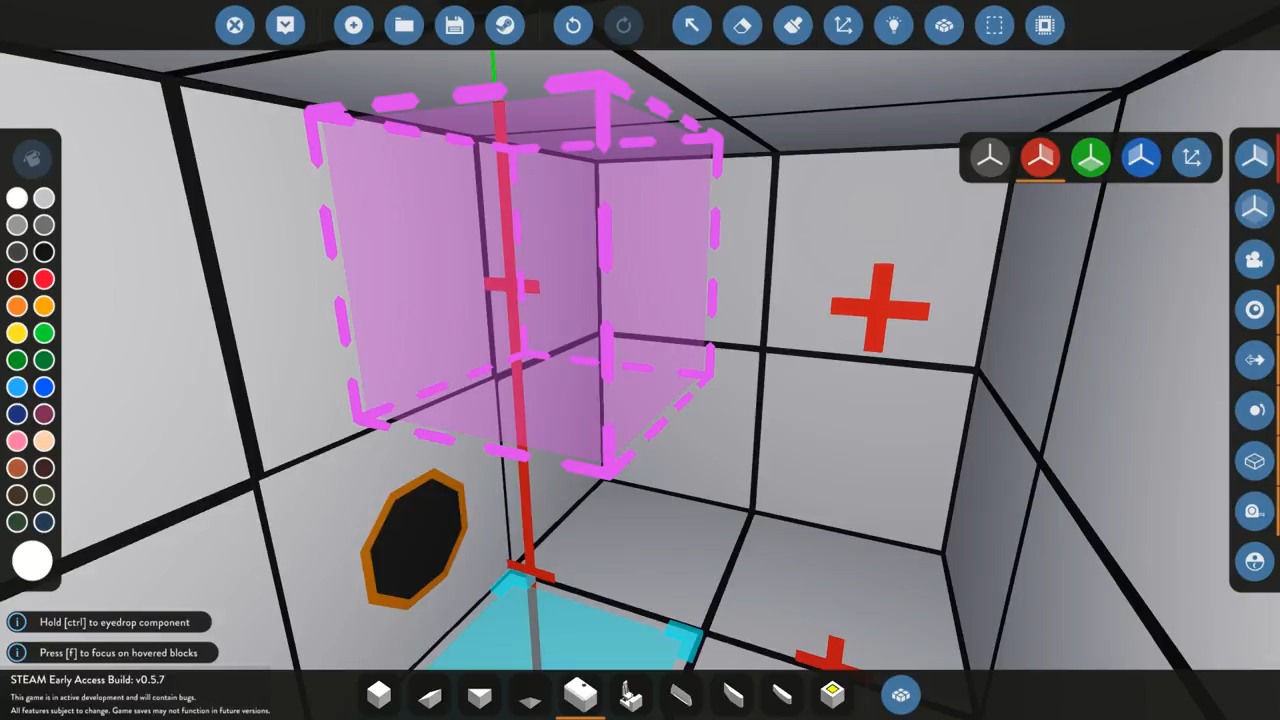 Hold [ctrl] to eyedrop component
Press [f] to focus on hovered blocks
STEAM Early Access Build: v0.5.7
This game is in active development and will contain bugs.
All features subject to change. Game saves may not function in future versions.